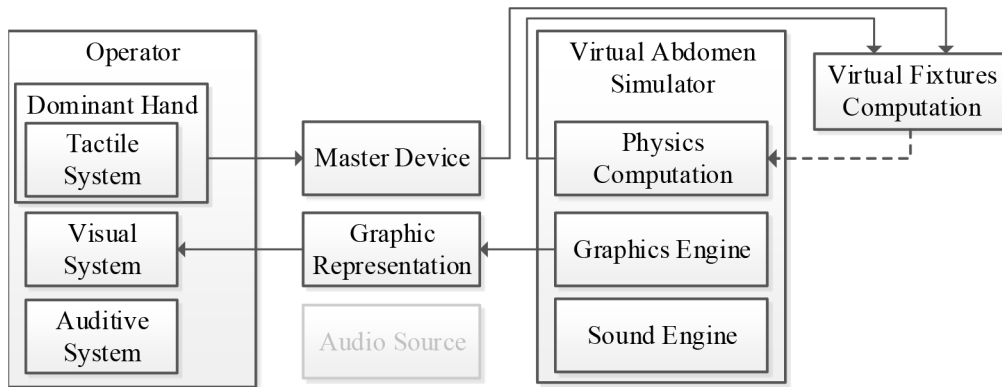 Operator
Dominant Hand
Tactile
System
Visual
System
Auditive
System
Master Device
Graphic
Representation
Audio Source
Virtual Abdomen
Simulator
Physics
Computation
Graphics Engine
Sound Engine
Virtual Fixtures
Computation